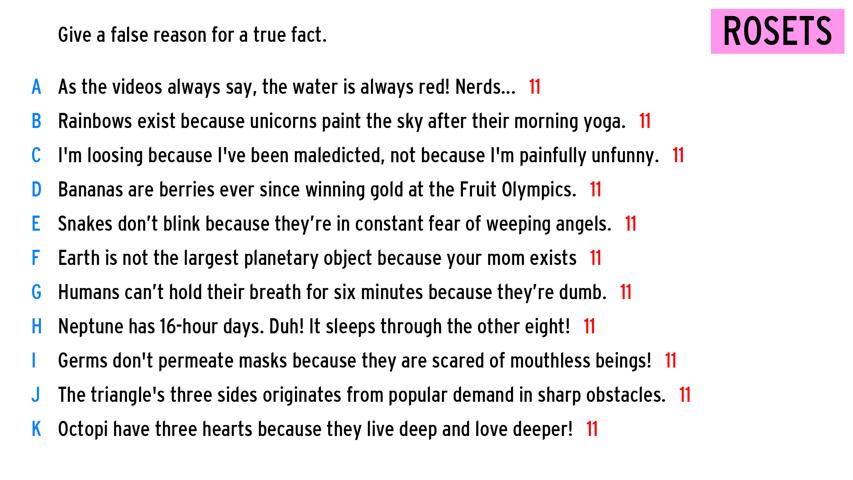 Give a false reason for a true fact.
ROSETS
A As the videos always say, the water is always red! Nerds... 11
B Rainbows exist because unicorns paint the sky after their morning yoga. 11
C I'm loosing because I've been maledicted, not because I'm painfully unfunny. 11
D Bananas are berries ever since winning gold at the Fruit Olympics. 11
E Snakes don’t blink because they’re in constant fear of weeping angels. 11
F Earth is not the largest planetary object because your mom exists 11
G Humans can’t hold their breath for six minutes because they’re dumb. 11
H Neptune has 16-hour days. Duh! It sleeps through the other eight! 11
I Germs don't permeate masks because they are scared of mouthless beings! 11
J The triangle's three sides originates from popular demand in sharp obstacles. 11
K Octopi have three hearts because they live deep and love deeper! 11